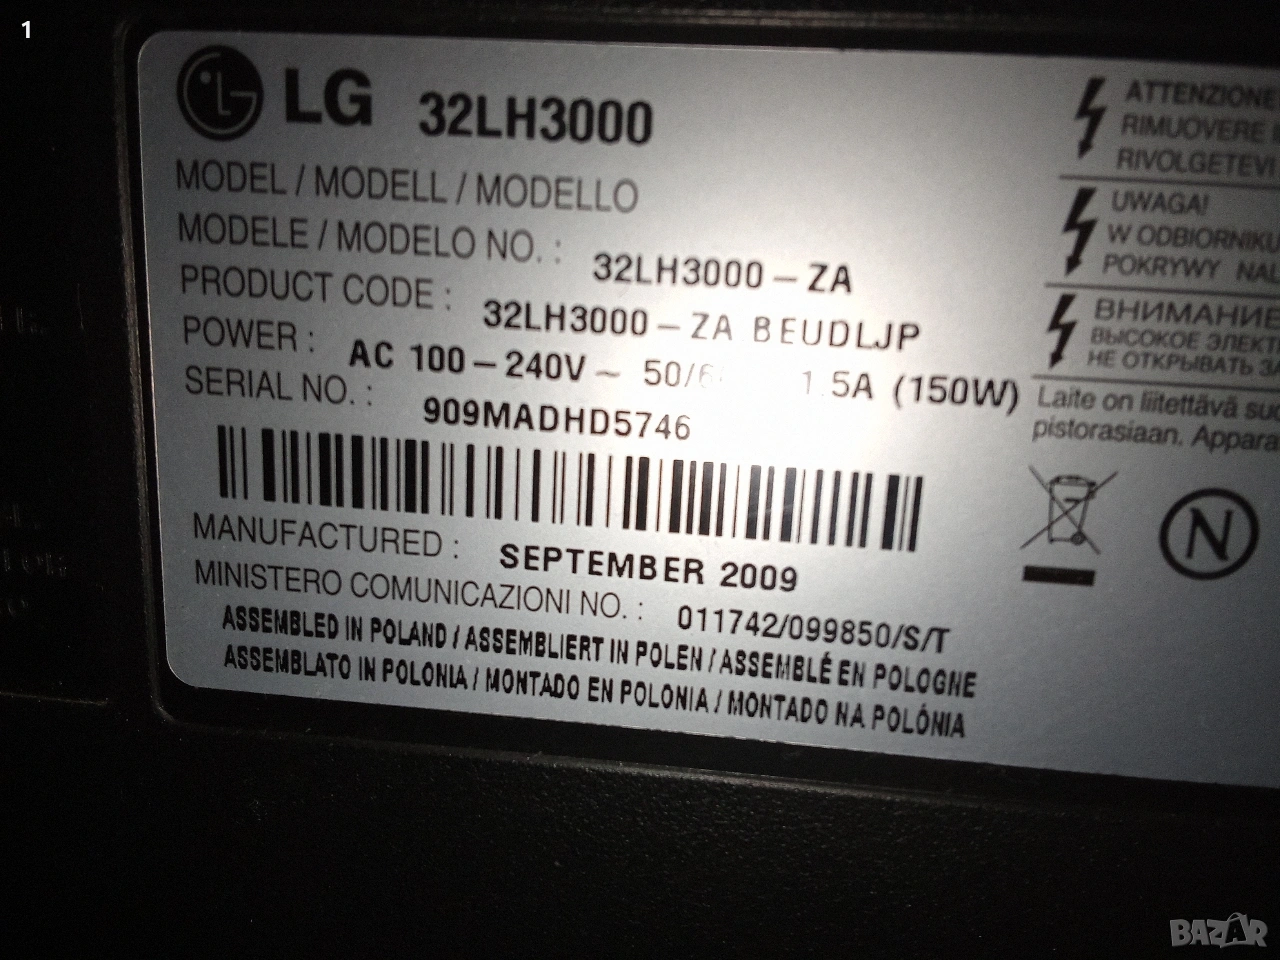 1
LG 32LH3000
MODEL / MODELL / MODELLO
MODELE / MODELO NO. : 32LH3000 - ZA
PRODUCT CODE : 32LH3000 - ZA BEUDLJP
POWER : AC 100 - 240V ~ 50/6 1.5A (150W)
SERIAL NO. : 909MADHD5746
MANUFACTURED : SEPTEMBER 2009
MINISTERO COMUNICAZIONI NO. : 011742/099850/S/T
ASSEMBLED IN POLAND / ASSEMBLIERT IN POLEN / ASSEMBLÉ EN POLOGNE
ASSEMBLATO IN POLONIA / MONTADO EN POLONIA / MONTADO NA POLÓNIA
ATTENZIONE
RIMUOVERE
RIVOLGETEVI
UWAGA!
W ODBIORNIKU
POKRYWY
ВНИМАНИЕ
ВЫСОКОЕ
НЕ ОТКРЫВАТЬ
Laite on liitettävä
pistorasiaan.
N
BAZAR